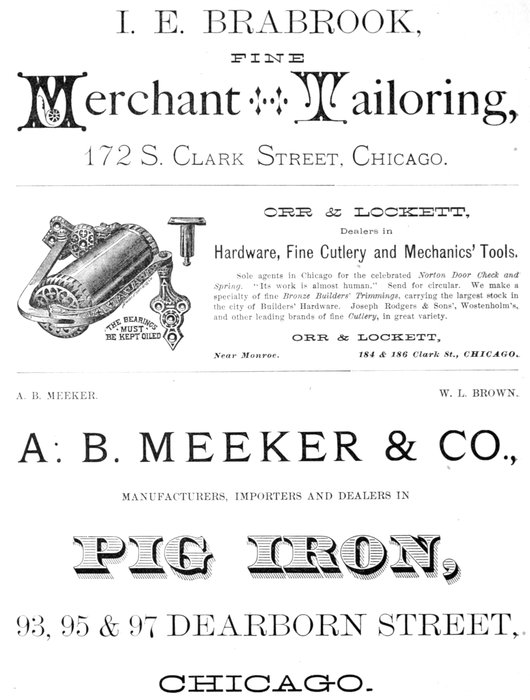 I. E. BRABROOK,
FINE
Merchant Tailoring,
172 S. CLARK STREET, CHICAGO.
ORR & LOCKETT,
Dealers in
Hardware, Fine Cutlery and Mechanics' Tools.
Sole agents in Chicago for the celebrated Norton Door Check and
Spring. "Its work is almost human." Send for circular. We make a
specialty of fine Bronze Builders' Trimmings, carrying the largest stock in
the city of Builders' Hardware. Joseph Rodgers & Sons', Wostenholm's,
and other leading brands of fine Cutlery, in great variety.
ORR & LOCKETT,
Near Monroe. 184 & 186 Clark St., CHICAGO.
THE BEARINGS
MUST
BE KEPT OILED
A. B. MEEKER. W. L. BROWN.
A. B. MEEKER & CO.,
MANUFACTURERS, IMPORTERS AND DEALERS IN
PIG IRON,
93, 95 & 97 DEARBORN STREET,
CHICAGO.